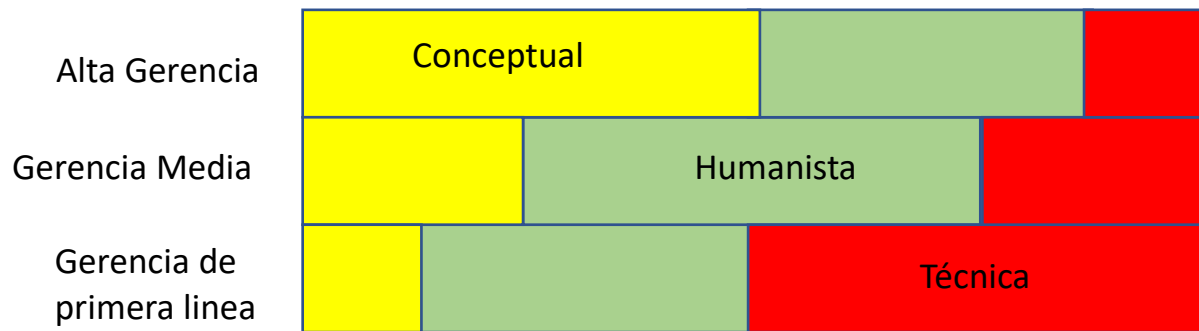 Alta Gerencia
Conceptual
Gerencia Media
Humanista
Gerencia de
primera linea
Técnica